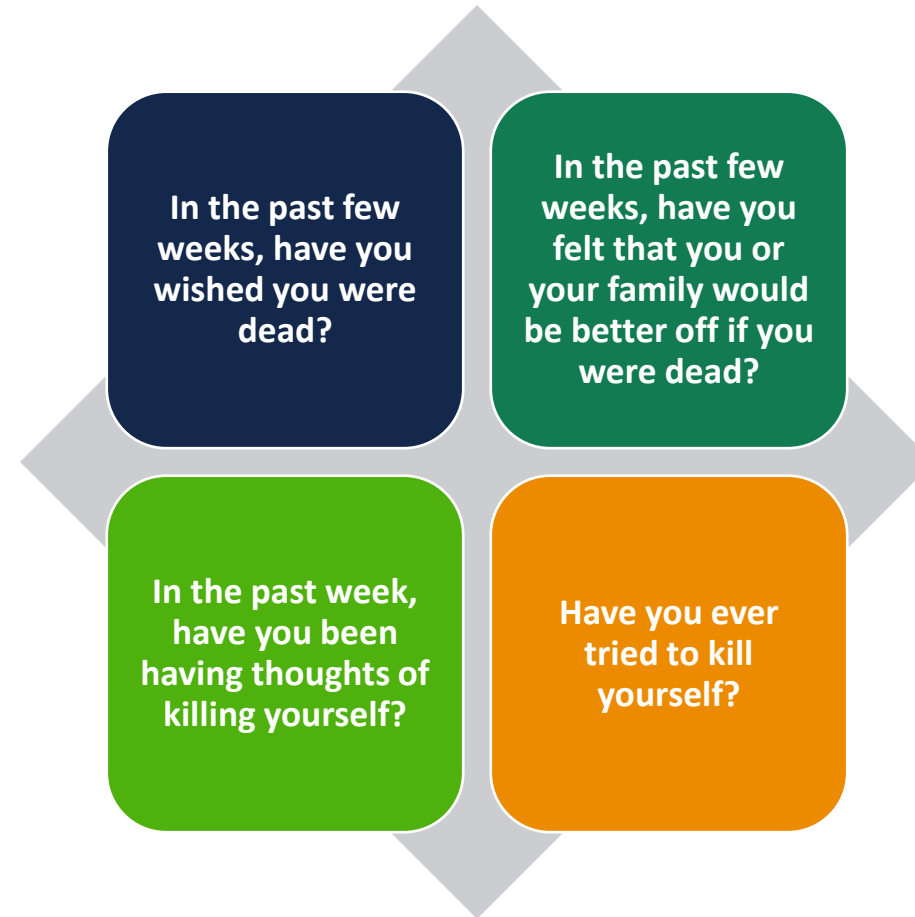 In the past few
weeks, have you
wished you were
dead?
In the past few
weeks, have you
felt that you or
your family would
be better off if you
were dead?
In the past week,
have you been
having thoughts of
killing yourself?
Have you ever
tried to kill
yourself?